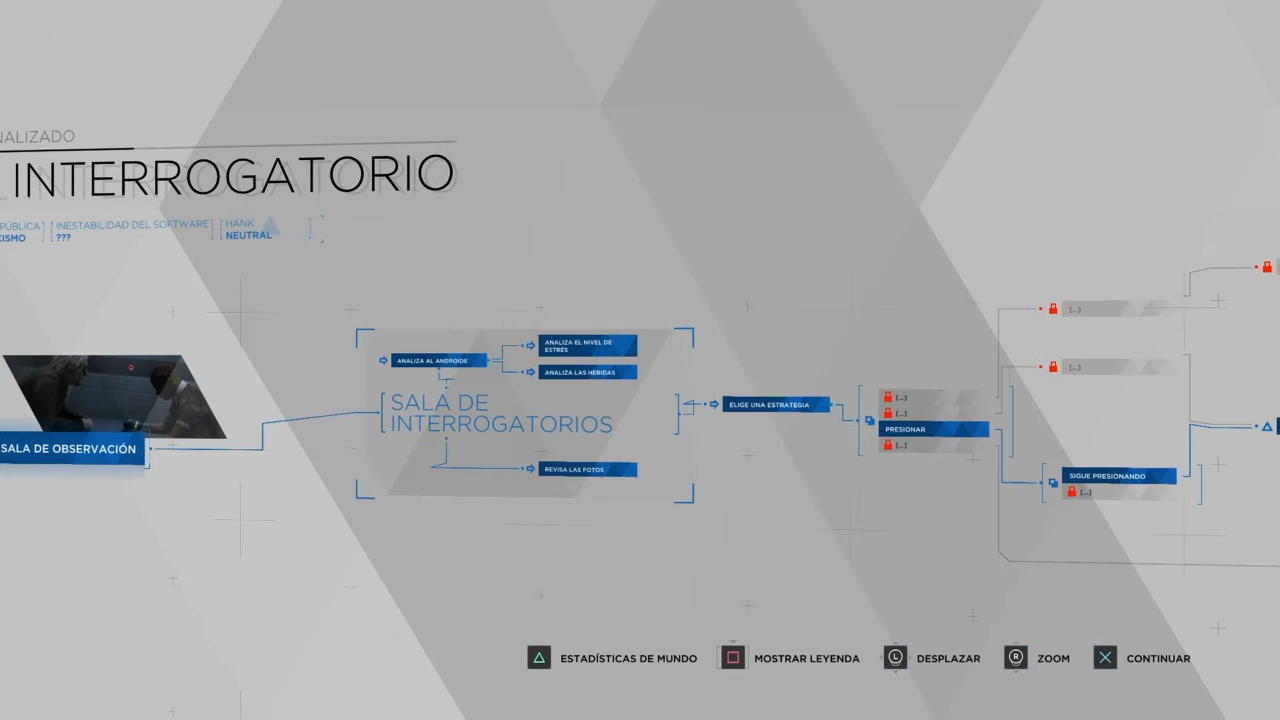 NALIZADO
INTERROGATORIO
PÚBLICA
INESTABILIDAD DEL SOFTWARE
HANK
CISMO
???
NEUTRAL
SALA DE OBSERVACIÓN
ANALIZA AL ANDROIDE
ANALIZA EL NIVEL DE
ESTRÉS
ANALIZA LAS HERIDAS
SALA DE
INTERROGATORIOS
REVISA LAS FOTOS
ELIGE UNA ESTRATEGIA
[...]
[...]
PRESIONAR
[...]
[...]
[...]
SIGUE PRESIONANDO
[...]
ESTADÍSTICAS DE MUNDO
MOSTRAR LEYENDA
L
DESPLAZAR
R
ZOOM
CONTINUAR